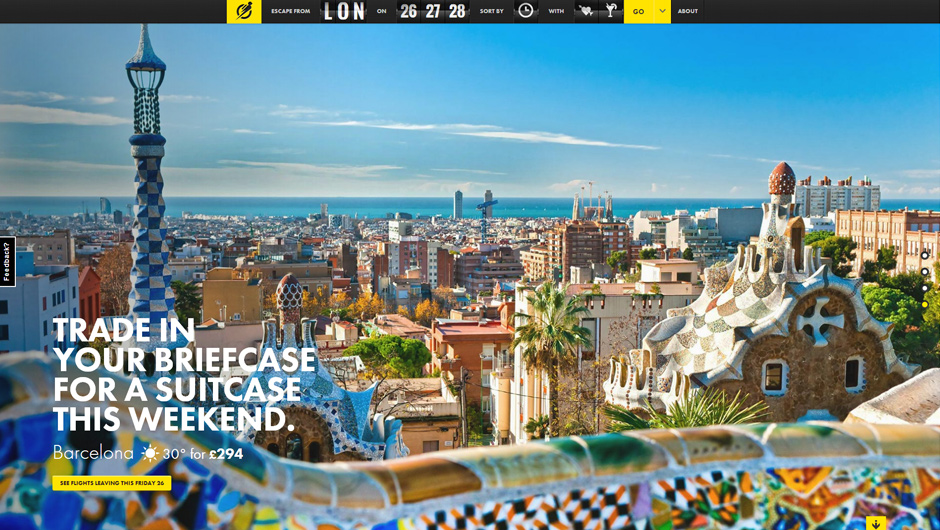 ESCAPE FROM LON ON 26 27 28 SORT BY WITH GO ABOUT
Feedback?
TRADE IN
YOUR BRIEFCASE
FOR A SUITCASE
THIS WEEKEND.
Barcelona 30° for £294
SEE FLIGHTS LEAVING THIS FRIDAY 26